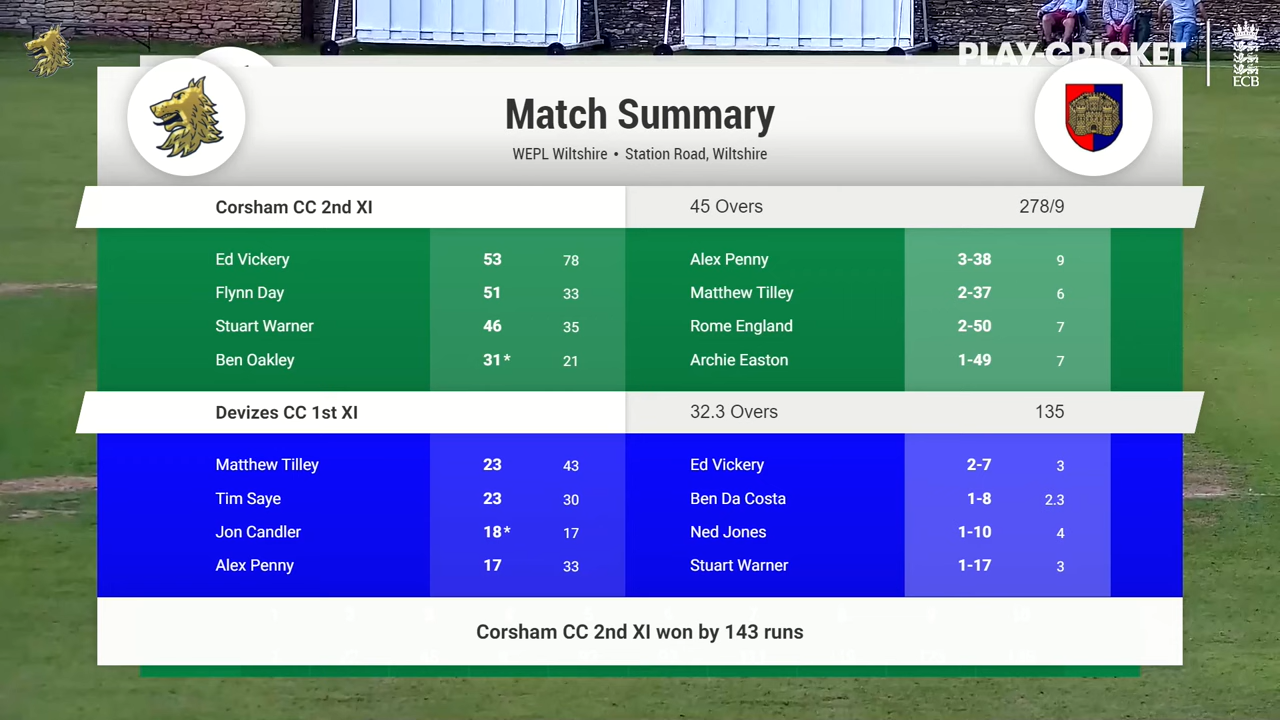 PLAY-CRICKET
ECB
Match Summary
WEPL Wiltshire • Station Road, Wiltshire
Corsham CC 2nd XI 45 Overs 278/9
Ed Vickery 53 78 Alex Penny 3-38 9
Flynn Day 51 33 Matthew Tilley 2-37 6
Stuart Warner 46 35 Rome England 2-50 7
Ben Oakley 31* 21 Archie Easton 1-49 7
Devizes CC 1st XI 32.3 Overs 135
Matthew Tilley 23 43 Ed Vickery 2-7 3
Tim Saye 23 30 Ben Da Costa 1-8 2.3
Jon Candler 18* 17 Ned Jones 1-10 4
Alex Penny 17 33 Stuart Warner 1-17 3
Corsham CC 2nd XI won by 143 runs